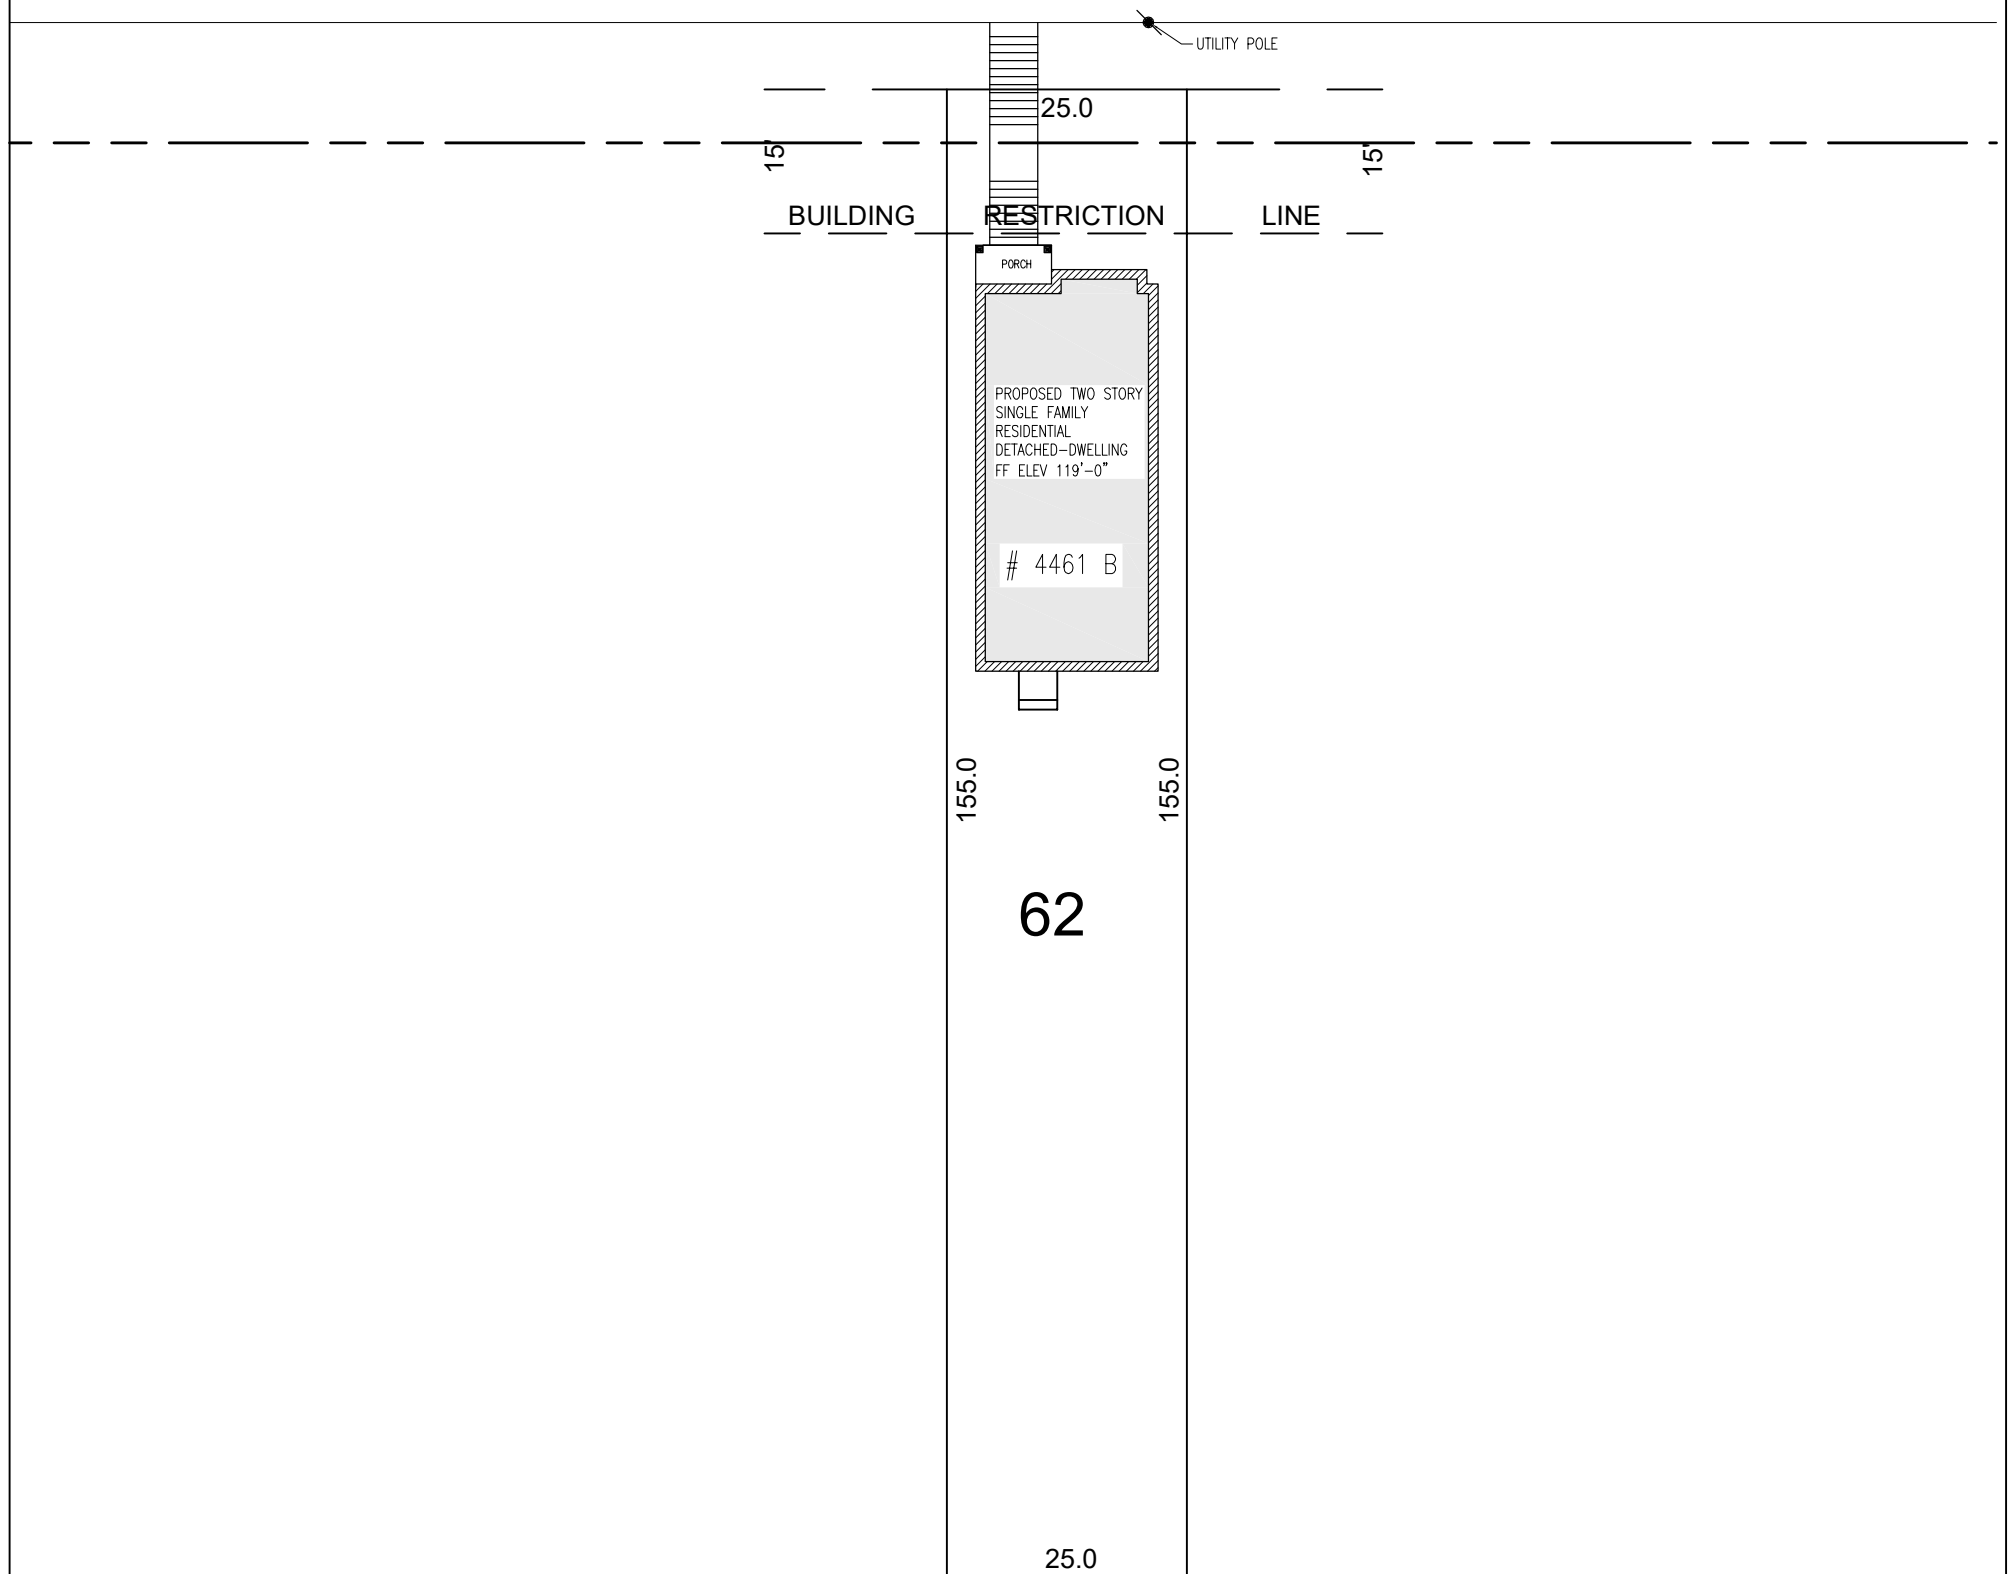 UTILITY POLE
25.0
15'
15'
BUILDING RESTRICTION LINE
PORCH
PROPOSED TWO STORY
SINGLE FAMILY
RESIDENTIAL
DETACHED-DWELLING
FF ELEV 119'-0"
# 4461 B
155.0
155.0
62
25.0